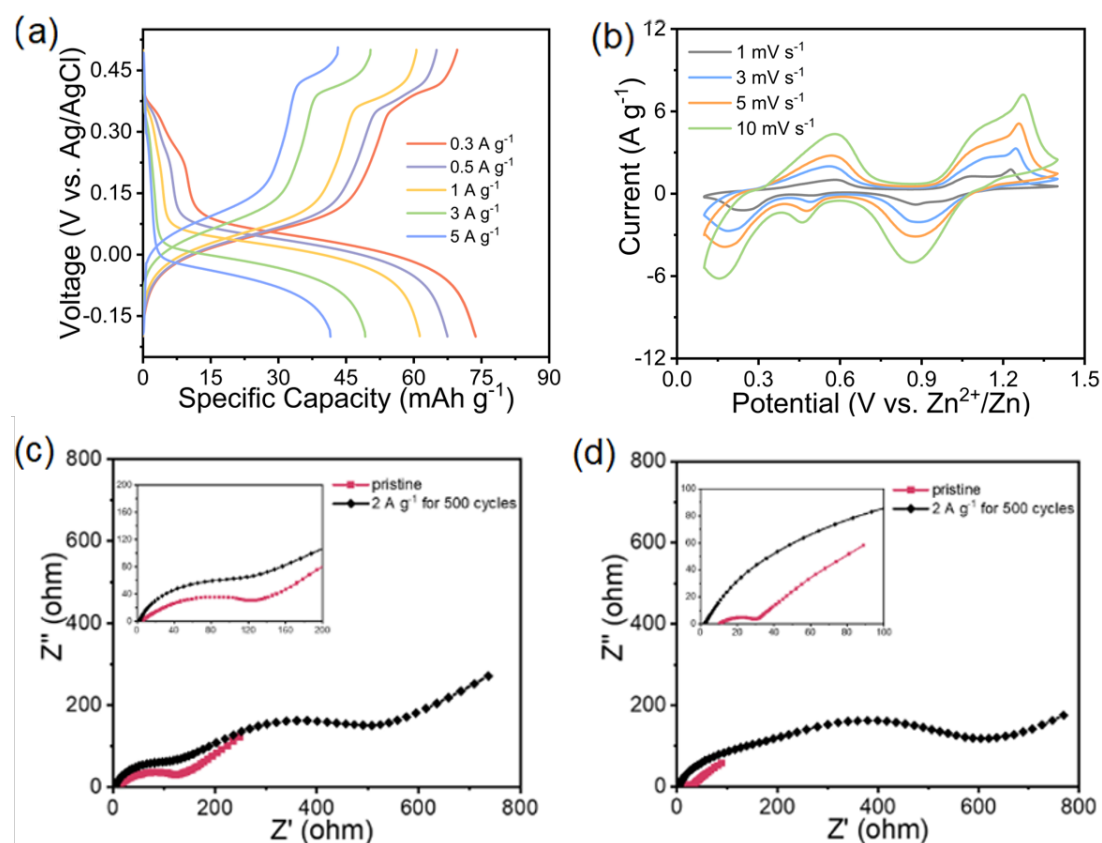 (a)
Voltage (V vs. Ag/AgCl)
0.45
0.30
0.15
0.00
-0.15
0.3 A g⁻¹
0.5 A g⁻¹
1 A g⁻¹
3 A g⁻¹
5 A g⁻¹
0 15 30 45 60 75 90
Specific Capacity (mAh g⁻¹)
(b)
Current (A g⁻¹)
12
6
0
-6
-12
1 mV s⁻¹
3 mV s⁻¹
5 mV s⁻¹
10 mV s⁻¹
0.0 0.3 0.6 0.9 1.2 1.5
Potential (V vs. Zn²⁺/Zn)
(c)
Z'' (ohm)
800
600
400
200
0
pristine
2 A g⁻¹ for 500 cycles
200
160
120
80
40
0
0 40 80 120 160 200
0 200 400 600 800
Z' (ohm)
(d)
Z'' (ohm)
800
600
400
200
0
pristine
2 A g⁻¹ for 500 cycles
100
80
60
40
20
0
0 20 40 60 80 100
0 200 400 600 800
Z' (ohm)